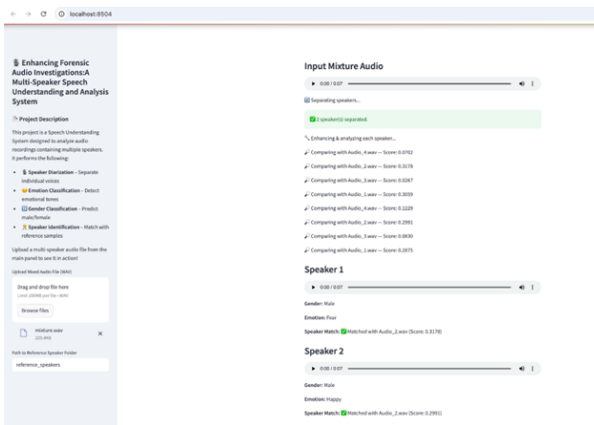 localhost:8504
Enhancing Forensic
Audio Investigations:A
Multi-Speaker Speech
Understanding and Analysis
System
Project Description
This project is a Speech Understanding
System designed to analyze audio
recordings containing multiple speakers.
It performs the following:
Speaker Diarization – Separate
individual voices
Emotion Classification – Detect
emotional tones
Gender Classification – Predict
male/female
Speaker Identification – Match with
reference samples
Upload a multi-speaker audio file from the
main panel to see it in action!
Upload Mixed Audio File (WAV)
Drag and drop file here
Limit 200MB per file • WAV
Browse files
mixture.wav
Path to Reference Speaker Folder
reference_speakers
Input Mixture Audio
0:00 / 0:07
Separating speakers...
2 speaker(s) separated.
Enhancing & analyzing each speaker...
Comparing with Audio_4.wav — Score: 0.0702
Comparing with Audio_2.wav — Score: 0.3178
Comparing with Audio_3.wav — Score: 0.0267
Comparing with Audio_1.wav — Score:
Comparing with Audio_4.wav — Score: 0.1229
Comparing with Audio_2.wav — Score: 0.2991
Comparing with Audio_3.wav — Score: 0.0830
Comparing with Audio_1.wav — Score: 0.2875
Speaker 1
0:00 / 0:07
Gender: Male
Emotion: Fear
Speaker Match: Matched with Audio_2.wav (Score: 0.3178)
Speaker 2
0:00 / 0:07
Gender: Male
Emotion: Happy
Speaker Match: Matched with Audio_2.wav (Score: 0.2991)